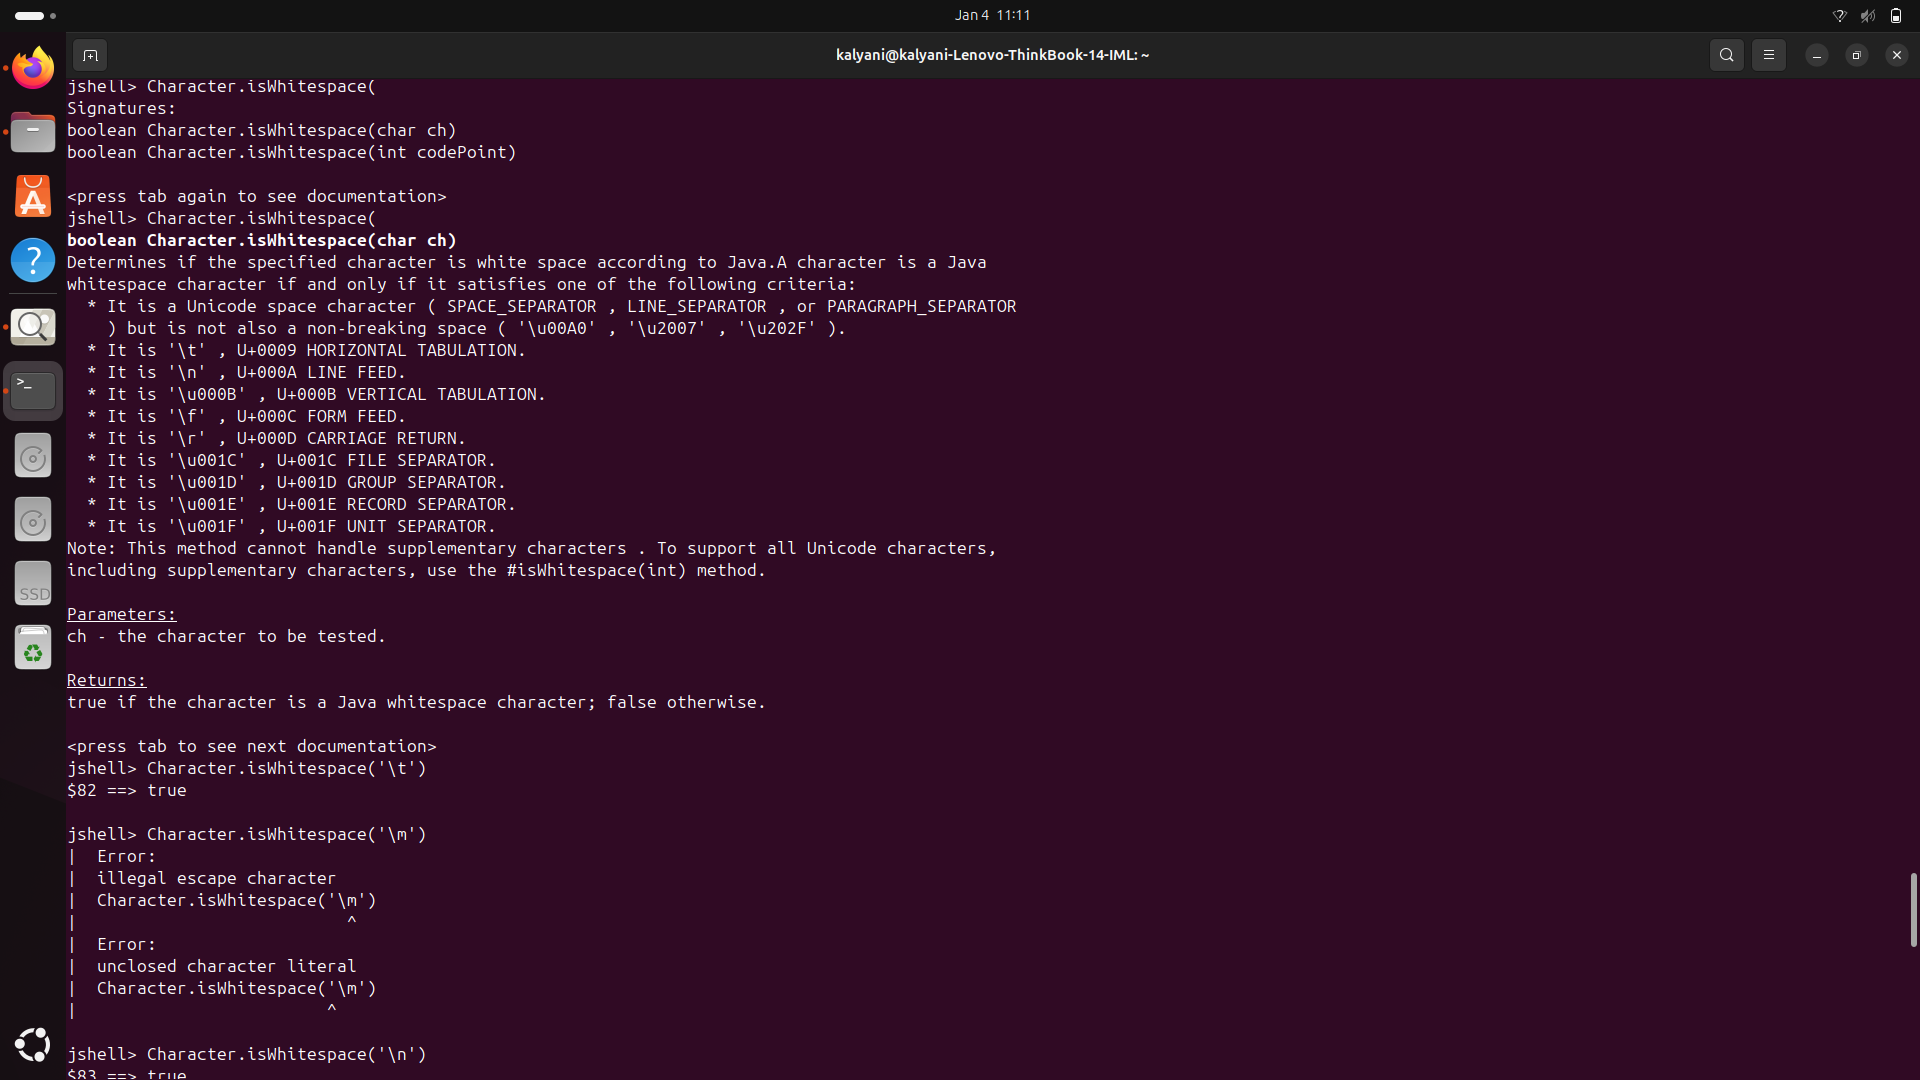 Jan 4 11:11
kalyani@kalyani-Lenovo-ThinkBook-14-IML: ~
jshell> Character.isWhitespace(
Signatures:
boolean Character.isWhitespace(char ch)
boolean Character.isWhitespace(int codePoint)
<press tab again to see documentation>
jshell> Character.isWhitespace(
boolean Character.isWhitespace(char ch)
Determines if the specified character is white space according to Java.A character is a Java
whitespace character if and only if it satisfies one of the following criteria:
* It is a Unicode space character ( SPACE_SEPARATOR , LINE_SEPARATOR , or PARAGRAPH_SEPARATOR
) but is not also a non-breaking space ( '\u00A0' , '\u2007' , '\u202F' ).
* It is '\t' , U+0009 HORIZONTAL TABULATION.
* It is '\n' , U+000A LINE FEED.
* It is '\u000B' , U+000B VERTICAL TABULATION.
* It is '\f' , U+000C FORM FEED.
* It is '\r' , U+000D CARRIAGE RETURN.
* It is '\u001C' , U+001C FILE SEPARATOR.
* It is '\u001D' , U+001D GROUP SEPARATOR.
* It is '\u001E' , U+001E RECORD SEPARATOR.
* It is '\u001F' , U+001F UNIT SEPARATOR.
Note: This method cannot handle supplementary characters . To support all Unicode characters,
including supplementary characters, use the #isWhitespace(int) method.
Parameters:
ch - the character to be tested.
Returns:
true if the character is a Java whitespace character; false otherwise.
<press tab to see next documentation>
jshell> Character.isWhitespace('\t')
$82 ==> true
jshell> Character.isWhitespace('\m')
| Error:
| illegal escape character
| Character.isWhitespace('\m')
| ^
| Error:
| unclosed character literal
| Character.isWhitespace('\m')
| ^
jshell> Character.isWhitespace('\n')
$83 ==> true
SSD